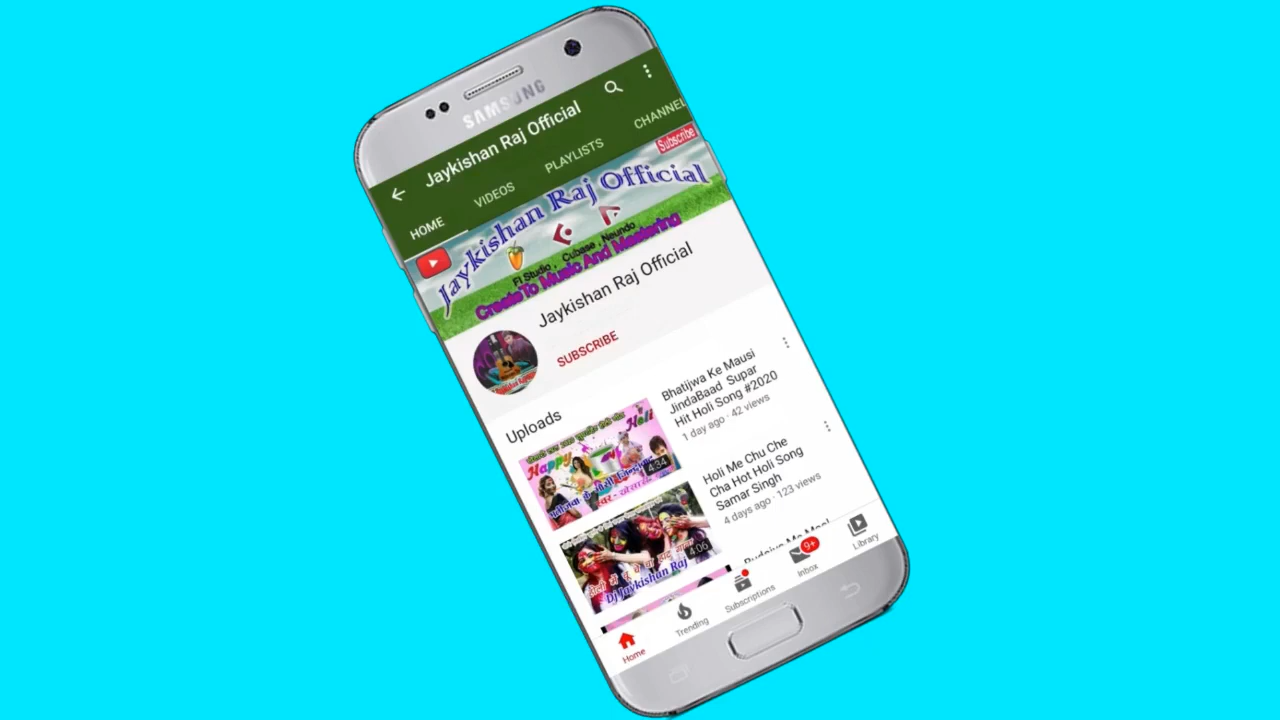 SAMSUNG
Jaykishan Raj Official
HOME
VIDEOS
PLAYLISTS
CHANNEL
Subscribe
Jaykishan Raj Official
Fl Studio , Cubase , Neundo
Create To Music And Mastering
Jaykishan Raj Official
SUBSCRIBE
Uploads
Happy
Holi
4:34
Bhatijwa Ke Mausi
JindaBaad Supar
Hit Holi Song #2020
1 day ago · 42 views
Dj Jaykishan Raj
4:06
Holi Me Chu Che
Cha Hot Holi Song
Samar Singh
4 days ago · 123 views
Home
Trending
Subscriptions
9+
Inbox
Library